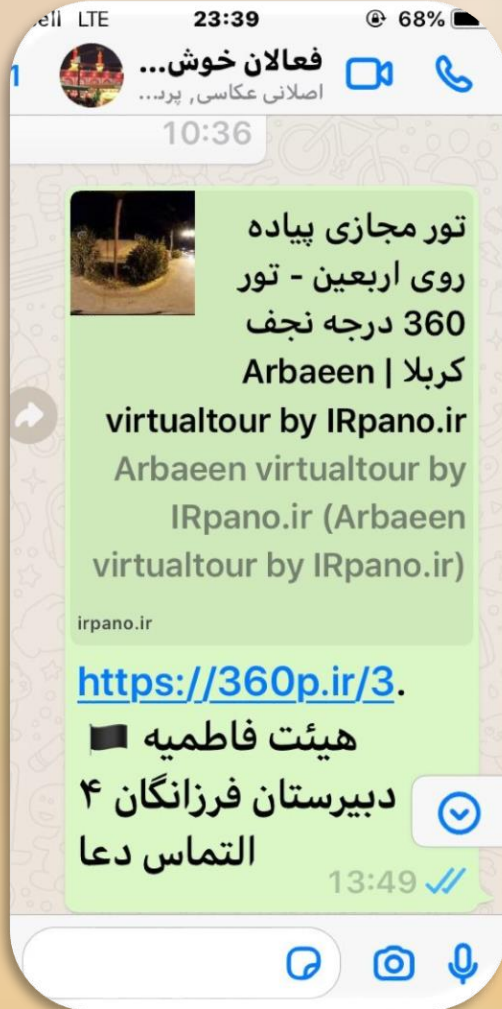 LTE 23:39 68%
فعالان خوش...
اصلانی عکاسی, پرد...
10:36
تور مجازی پیاده
روی اربعین - تور
360 درجه نجف
کربلا | Arbaeen
virtualtour by IRpano.ir
Arbaeen virtualtour by
IRpano.ir (Arbaeen
virtualtour by IRpano.ir)
irpano.ir
https://360p.ir/3.
هیئت فاطمیه 🏴
دبیرستان فرزانگان ۴
التماس دعا
13:49